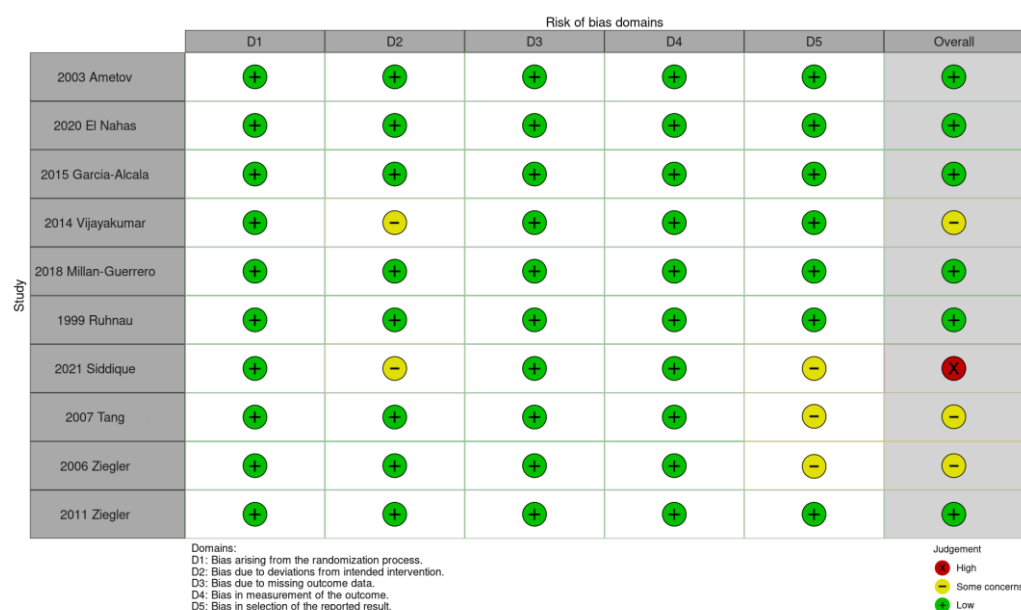 Risk of bias domains
D1 D2 D3 D4 D5 Overall
Study
2003 Ametov + + + + + +
2020 El Nahas + + + + + +
2015 Garcia-Alcala + + + + + +
2014 Vijayakumar + - + + + -
2018 Millan-Guerrero + + + + + +
1999 Ruhnau + + + + + +
2021 Siddique + - + + - X
2007 Tang + + + + - -
2006 Ziegler + + + + - -
2011 Ziegler + + + + + +
Domains:
D1: Bias arising from the randomization process.
D2: Bias due to deviations from intended intervention.
D3: Bias due to missing outcome data.
D4: Bias in measurement of the outcome.
D5: Bias in selection of the reported result.
Judgement
X High
- Some concerns
+ Low